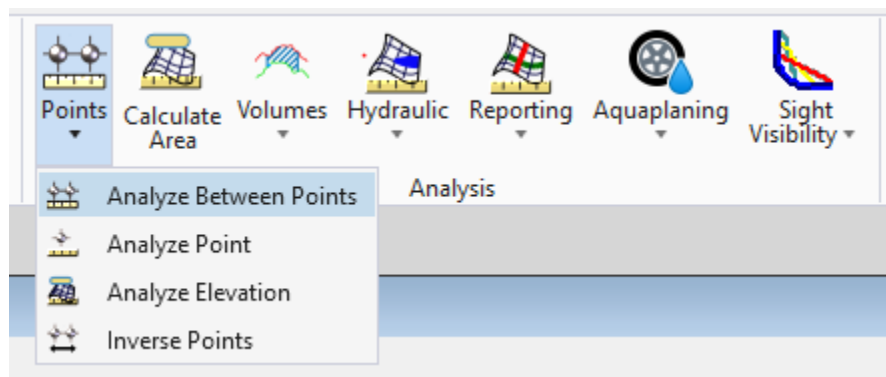 Points
Calculate
Area
Volumes
Hydraulic
Reporting
Aquaplaning
Sight
Visibility
Analysis
Analyze Between Points
Analyze Point
Analyze Elevation
Inverse Points